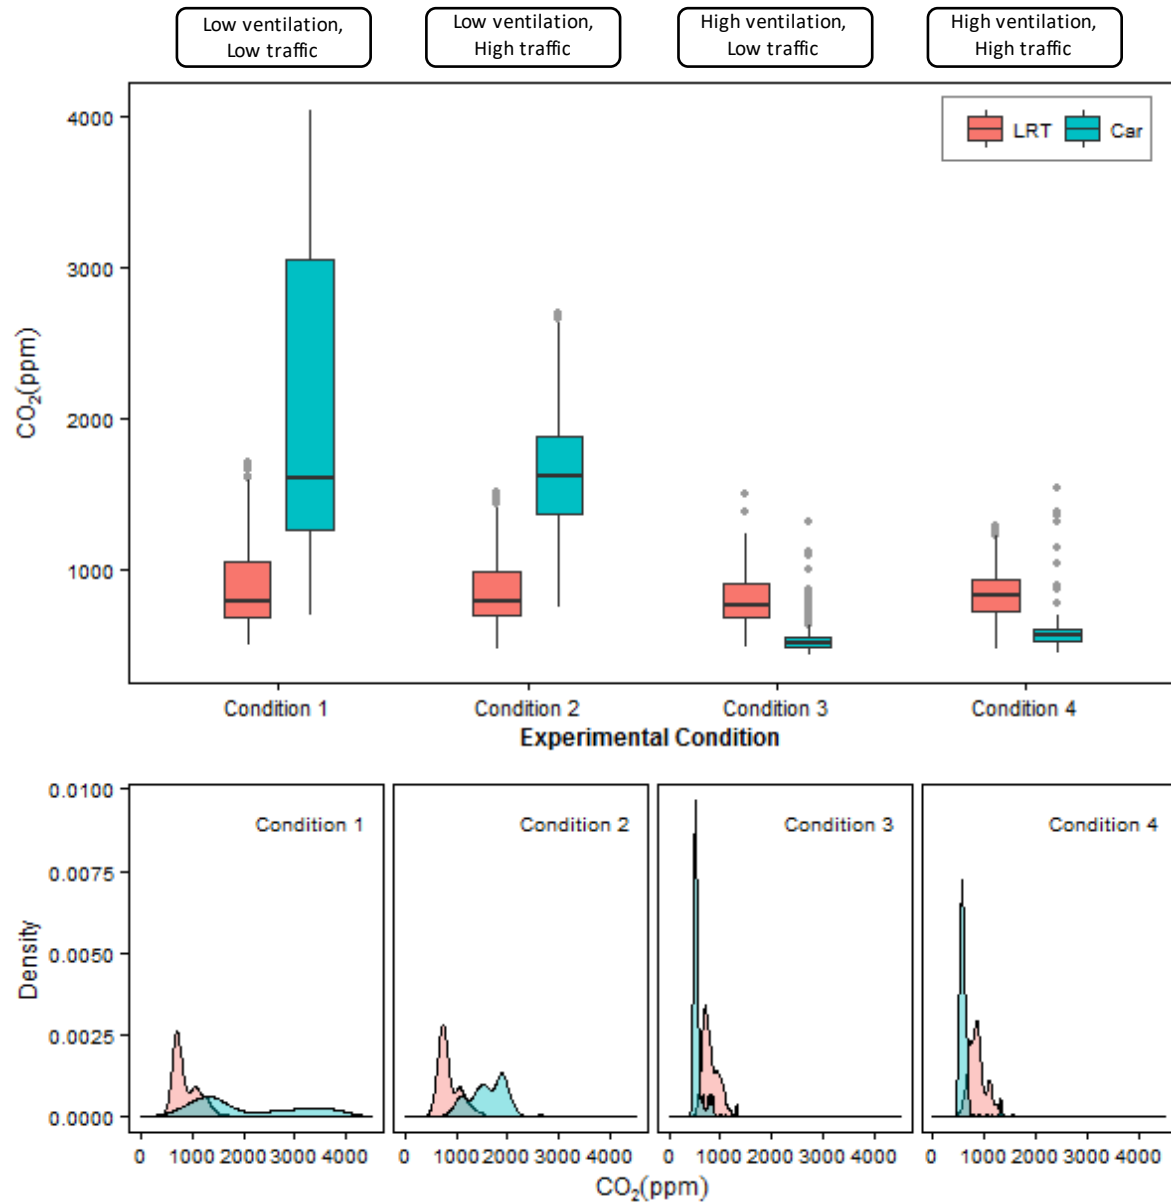 Low ventilation,
Low traffic
Low ventilation,
High traffic
High ventilation,
Low traffic
High ventilation,
High traffic
LRT Car
4000
3000
2000
1000
CO₂(ppm)
Condition 1 Condition 2 Condition 3 Condition 4
Experimental Condition
0.0100
0.0075
0.0050
0.0025
0.0000
Density
Condition 1 Condition 2 Condition 3 Condition 4
0 1000 2000 3000 4000 0 1000 2000 3000 4000 0 1000 2000 3000 4000 0 1000 2000 3000 4000
CO₂(ppm)